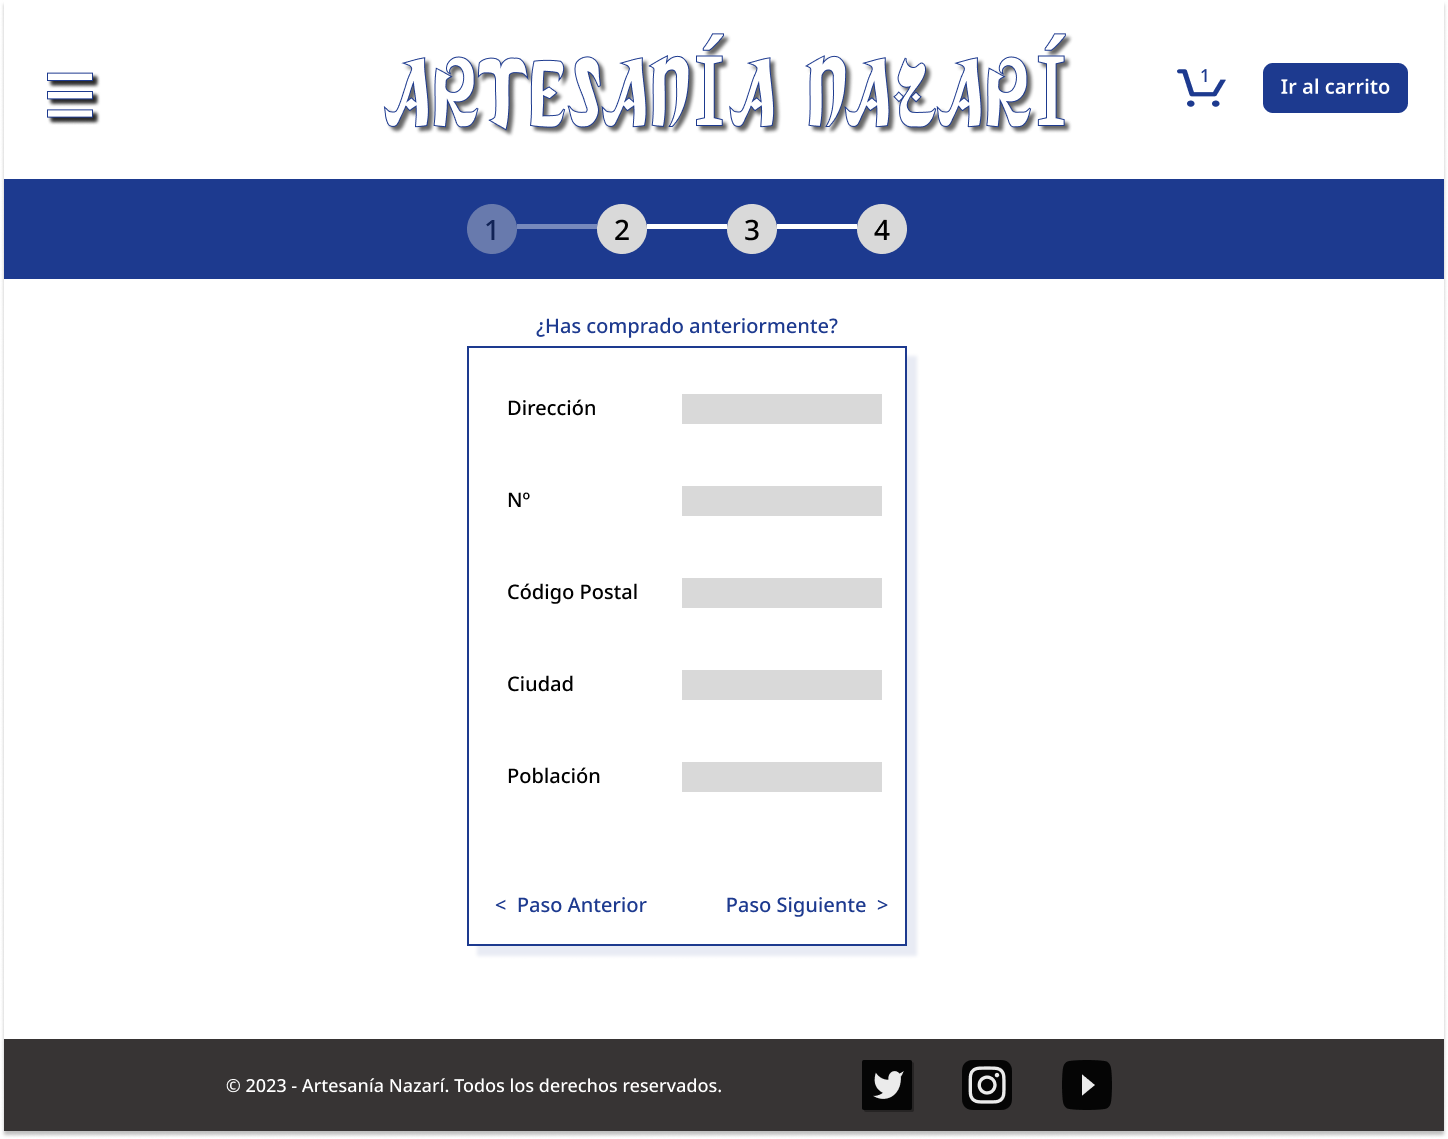 ARTESANÍA NAZARÍ
1
Ir al carrito
1 2 3 4
¿Has comprado anteriormente?
Dirección
Nº
Código Postal
Ciudad
Población
< Paso Anterior Paso Siguiente >
© 2023 - Artesanía Nazarí. Todos los derechos reservados.